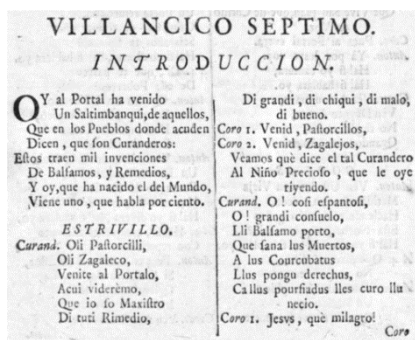 VILLANCICO SEPTIMO.
INTRODUCCION.
OY al Portal ha venido
Un Saltimbanqui, de aquellos,
Que en los Pueblos donde acuden
Dicen, que son Curanderos:
Estos traen mil invenciones
De Balsamos, y Remedios,
Y oy, que ha nacido el del Mundo,
Viene uno, que habla por ciento.
ESTRIVILLO.
Curand. Oli Pastorcilli,
Oli Zagaleco,
Venite al Portalo,
Acui viderèmo,
Que io so Maxistro
Di tuti Rimedio,
Di grandi, di chiqui, di malo,
di bueno.
Coro 1. Venid, Pastorcillos,
Coro 2. Venid, Zagalejos,
Veamos què dice el tal Curandero
Al Niño Precioso, que le oye
riyendo.
Curand. O! cosi espantosi,
O! grandi consuelo,
Lli Balsamo porto,
Que sana lus Muertos,
A lus Courcubatus
Llus pongu derechus,
Callus pourfiadus lles curo llu
necio.
Coro 1. Jesvs, què milagro!
Coro